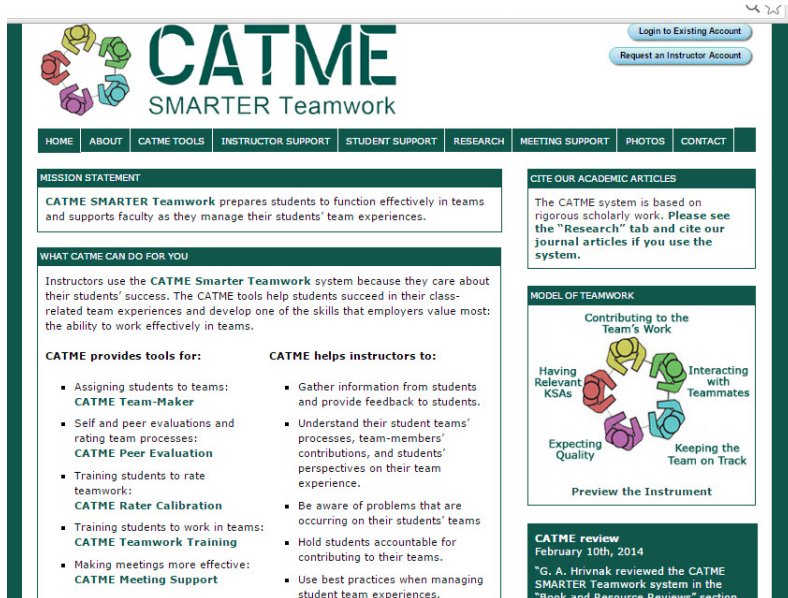 CATME
SMARTER Teamwork
Login to Existing Account
Request an Instructor Account
HOME ABOUT CATME TOOLS INSTRUCTOR SUPPORT STUDENT SUPPORT RESEARCH MEETING SUPPORT PHOTOS CONTACT
MISSION STATEMENT
CATME SMARTER Teamwork prepares students to function effectively in teams
and supports faculty as they manage their students' team experiences.
WHAT CATME CAN DO FOR YOU
Instructors use the CATME Smarter Teamwork system because they care about
their students' success. The CATME tools help students succeed in their class-
related team experiences and develop one of the skills that employers value most:
the ability to work effectively in teams.
CATME provides tools for:
Assigning students to teams:
CATME Team-Maker
Self and peer evaluations and
rating team processes:
CATME Peer Evaluation
Training students to rate
teamwork:
CATME Rater Calibration
Training students to work in teams:
CATME Teamwork Training
Making meetings more effective:
CATME Meeting Support
CATME helps instructors to:
Gather information from students
and provide feedback to students.
Understand their student teams'
processes, team-members'
contributions, and students'
perspectives on their team
experience.
Be aware of problems that are
occurring on their students' teams
Hold students accountable for
contributing to their teams.
Use best practices when managing
student team experiences.
CITE OUR ACADEMIC ARTICLES
The CATME system is based on
rigorous scholarly work. Please see
the "Research" tab and cite our
journal articles if you use the
system.
MODEL OF TEAMWORK
Contributing to the
Team's Work
Having
Relevant
KSAs
Interacting
with
Teammates
Expecting
Quality
Keeping the
Team on Track
Preview the Instrument
CATME review
February 10th, 2014
"G. A. Hrivnak reviewed the CATME
SMARTER Teamwork system in the
"Book and Resource Reviews" section